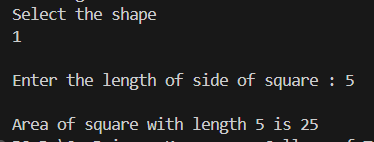 Select the shape
1
Enter the length of side of square : 5
Area of square with length 5 is 25